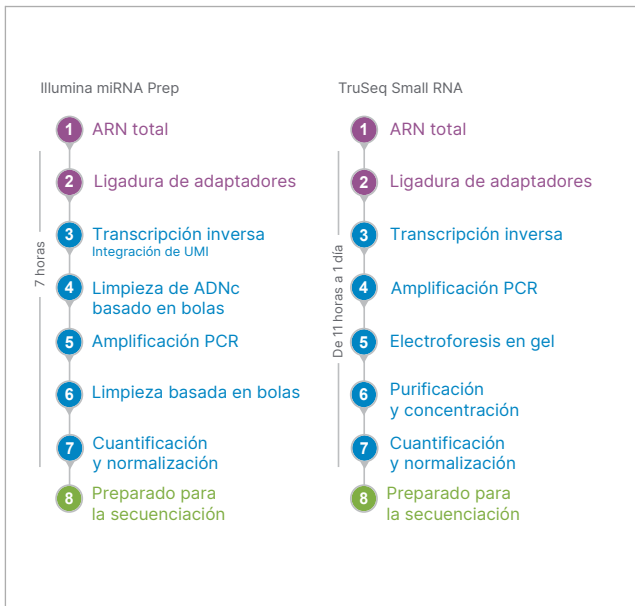 Illumina miRNA Prep
1 ARN total
2 Ligadura de adaptadores
3 Transcripción inversa
Integración de UMI
4 Limpieza de ADNc
basado en bolas
5 Amplificación PCR
6 Limpieza basada en bolas
7 Cuantificación
y normalización
8 Preparado para
la secuenciación
7 horas
TruSeq Small RNA
1 ARN total
2 Ligadura de adaptadores
3 Transcripción inversa
4 Amplificación PCR
5 Electroforesis en gel
6 Purificación
y concentración
7 Cuantificación
y normalización
8 Preparado para
la secuenciación
De 11 horas a 1 día